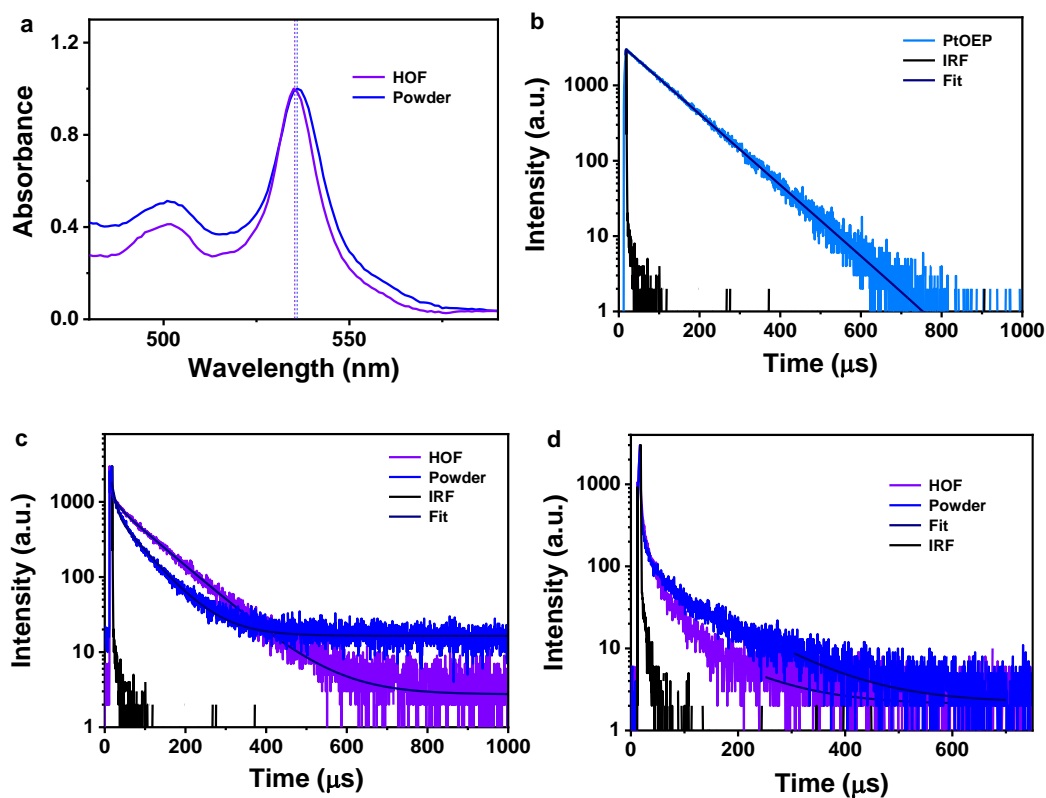 a
1.2
0.8
0.4
0.0
Absorbance
500
550
Wavelength (nm)
HOF
Powder
b
1000
100
10
1
Intensity (a.u.)
0
200
400
600
800
1000
Time (μs)
PtOEP
IRF
Fit
c
1000
100
10
1
Intensity (a.u.)
0
200
400
600
800
1000
Time (μs)
HOF
Powder
IRF
Fit
d
1000
100
10
1
Intensity (a.u.)
0
200
400
600
Time (μs)
HOF
Powder
Fit
IRF